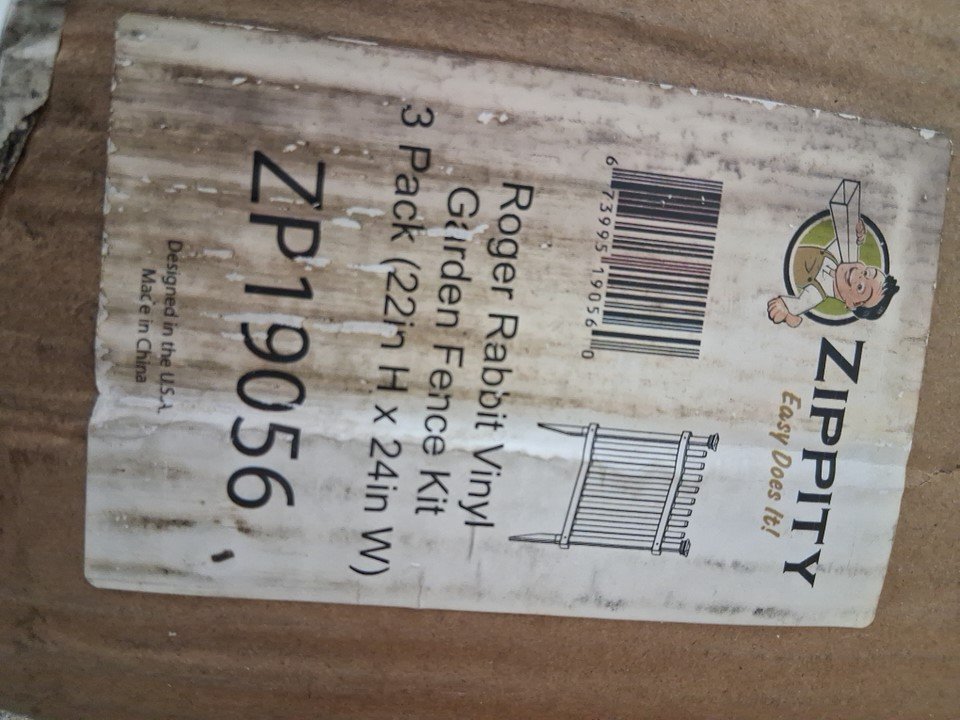 ZIPPITY
Easy Does It!
6 73995 19056 0
Roger Rabbit Vinyl
Garden Fence Kit
3 Pack (22in H x 24in W)
ZP19056
Designed in the U.S.A.
Made in China